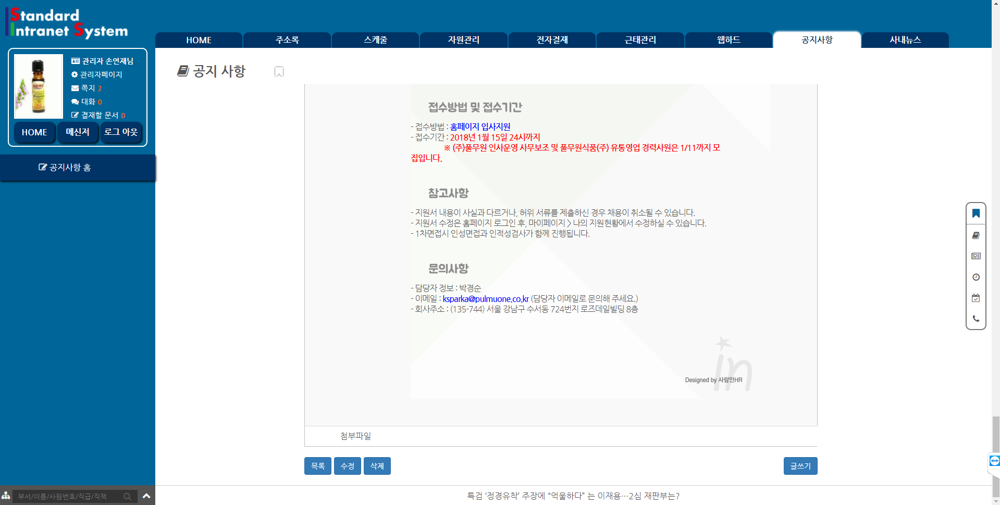 Standard
Intranet System
HOME
주소록
스케줄
자원관리
전자결재
근태관리
웹하드
공지사항
사내뉴스
관리자 손연재님
관리자페이지
쪽지 2
대화 0
결재할 문서 0
HOME
메신저
로그 아웃
공지사항 홈
공지 사항
접수방법 및 접수기간
- 접수방법 : 홈페이지 입사지원
- 접수기간 : 2018년 1월 15일 24시까지
※ (주)풀무원 인사운영 사무보조 및 풀무원식품(주) 유통영업 경력사원은 1/11까지 모
집입니다.
참고사항
- 지원서 내용이 사실과 다르거나, 허위 서류를 제출하신 경우 채용이 취소될 수 있습니다.
- 지원서 수정은 홈페이지 로그인 후, 마이페이지 > 나의 지원현황에서 수정하실 수 있습니다.
- 1차면접시 인성면접과 인적성검사가 함께 진행됩니다.
문의사항
- 담당자 정보 : 박경순
- 이메일 : ksparka@pulmuone.co.kr (담당자 이메일로 문의해 주세요.)
- 회사주소 : (135-744) 서울 강남구 수서동 724번지 로즈데일빌딩 8층
in
Designed by 사람인HR
첨부파일
목록
수정
삭제
글쓰기
부서/이름/사원번호/직급/직책
특검 ‘정경유착’ 주장에 “억울하다” 는 이재용…2심 재판부는?